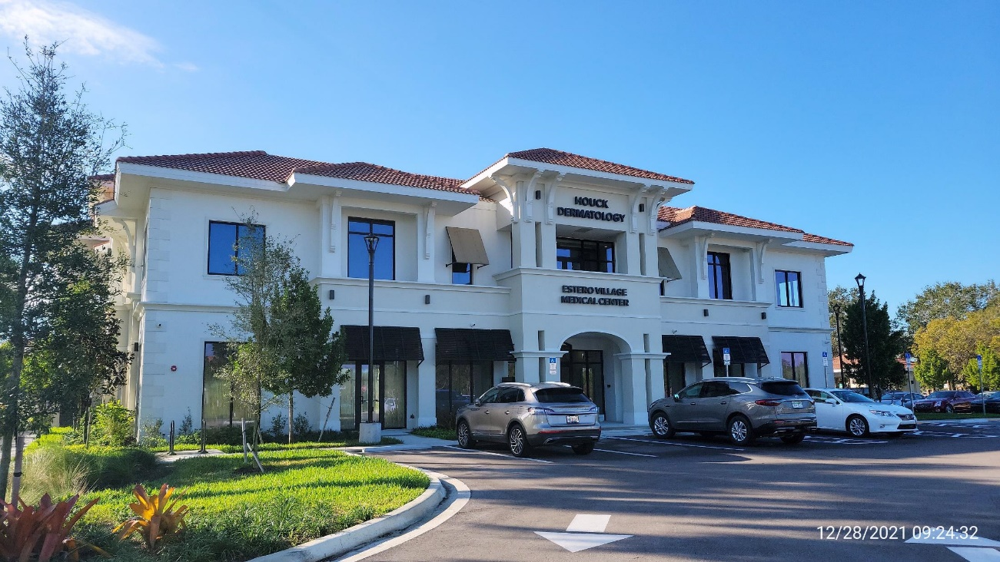 HOUCK
DERMATOLOGY
ESTERO VILLAGE
MEDICAL CENTER
12/28/2021 09:24:32